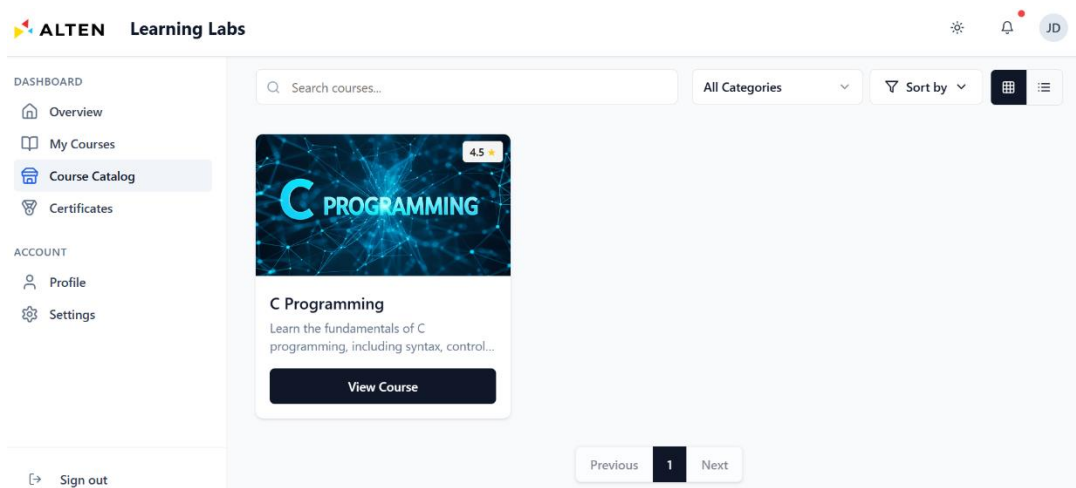 ALTEN Learning Labs
JD
DASHBOARD
Overview
My Courses
Course Catalog
Certificates
ACCOUNT
Profile
Settings
Sign out
Search courses...
All Categories
Sort by
4.5
C PROGRAMMING
C Programming
Learn the fundamentals of C
programming, including syntax, control...
View Course
Previous 1 Next